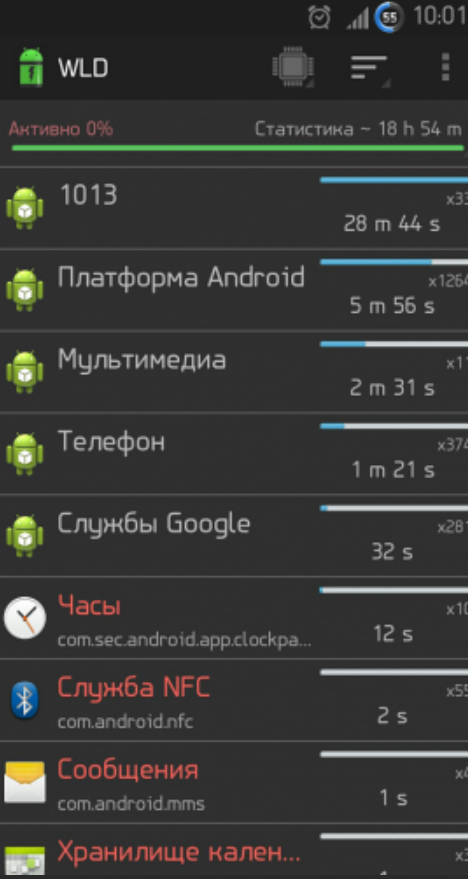 55 10:01
WLD
Активно 0% Статистика ~ 18 h 54 m
1013
x33
28 m 44 s
Платформа Android
x1264
5 m 56 s
Мультимедиа
x11
2 m 31 s
Телефон
x374
1 m 21 s
Службы Google
x281
32 s
Часы
x10
com.sec.android.app.clockpa...
12 s
Служба NFC
x55
com.android.nfc
2 s
Сообщения
x4
com.android.mms
1 s
Хранилище кален...
x3